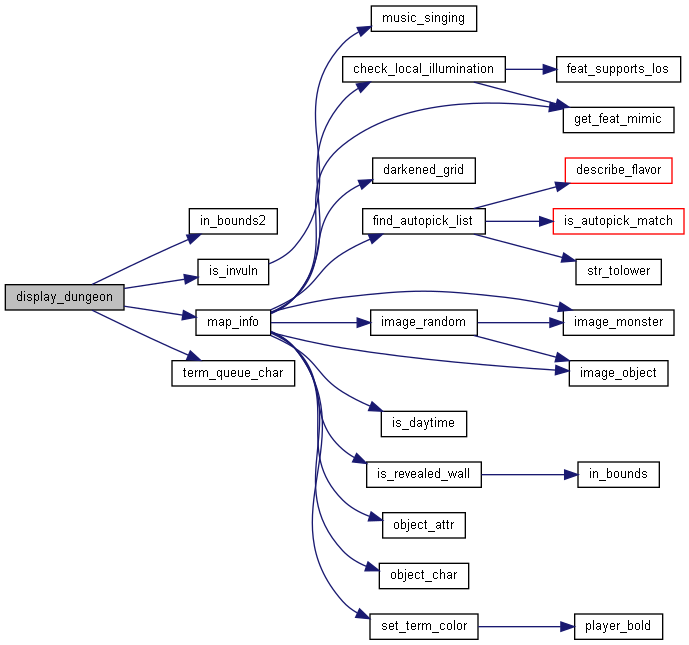 music_singing
check_local_illumination
feat_supports_los
get_feat_mimic
darkened_grid
describe_flavor
find_autopick_list
is_autopick_match
in_bounds2
is_invuln
str_tolower
display_dungeon
map_info
image_random
image_monster
term_queue_char
image_object
is_daytime
is_revealed_wall
in_bounds
object_attr
object_char
set_term_color
player_bold